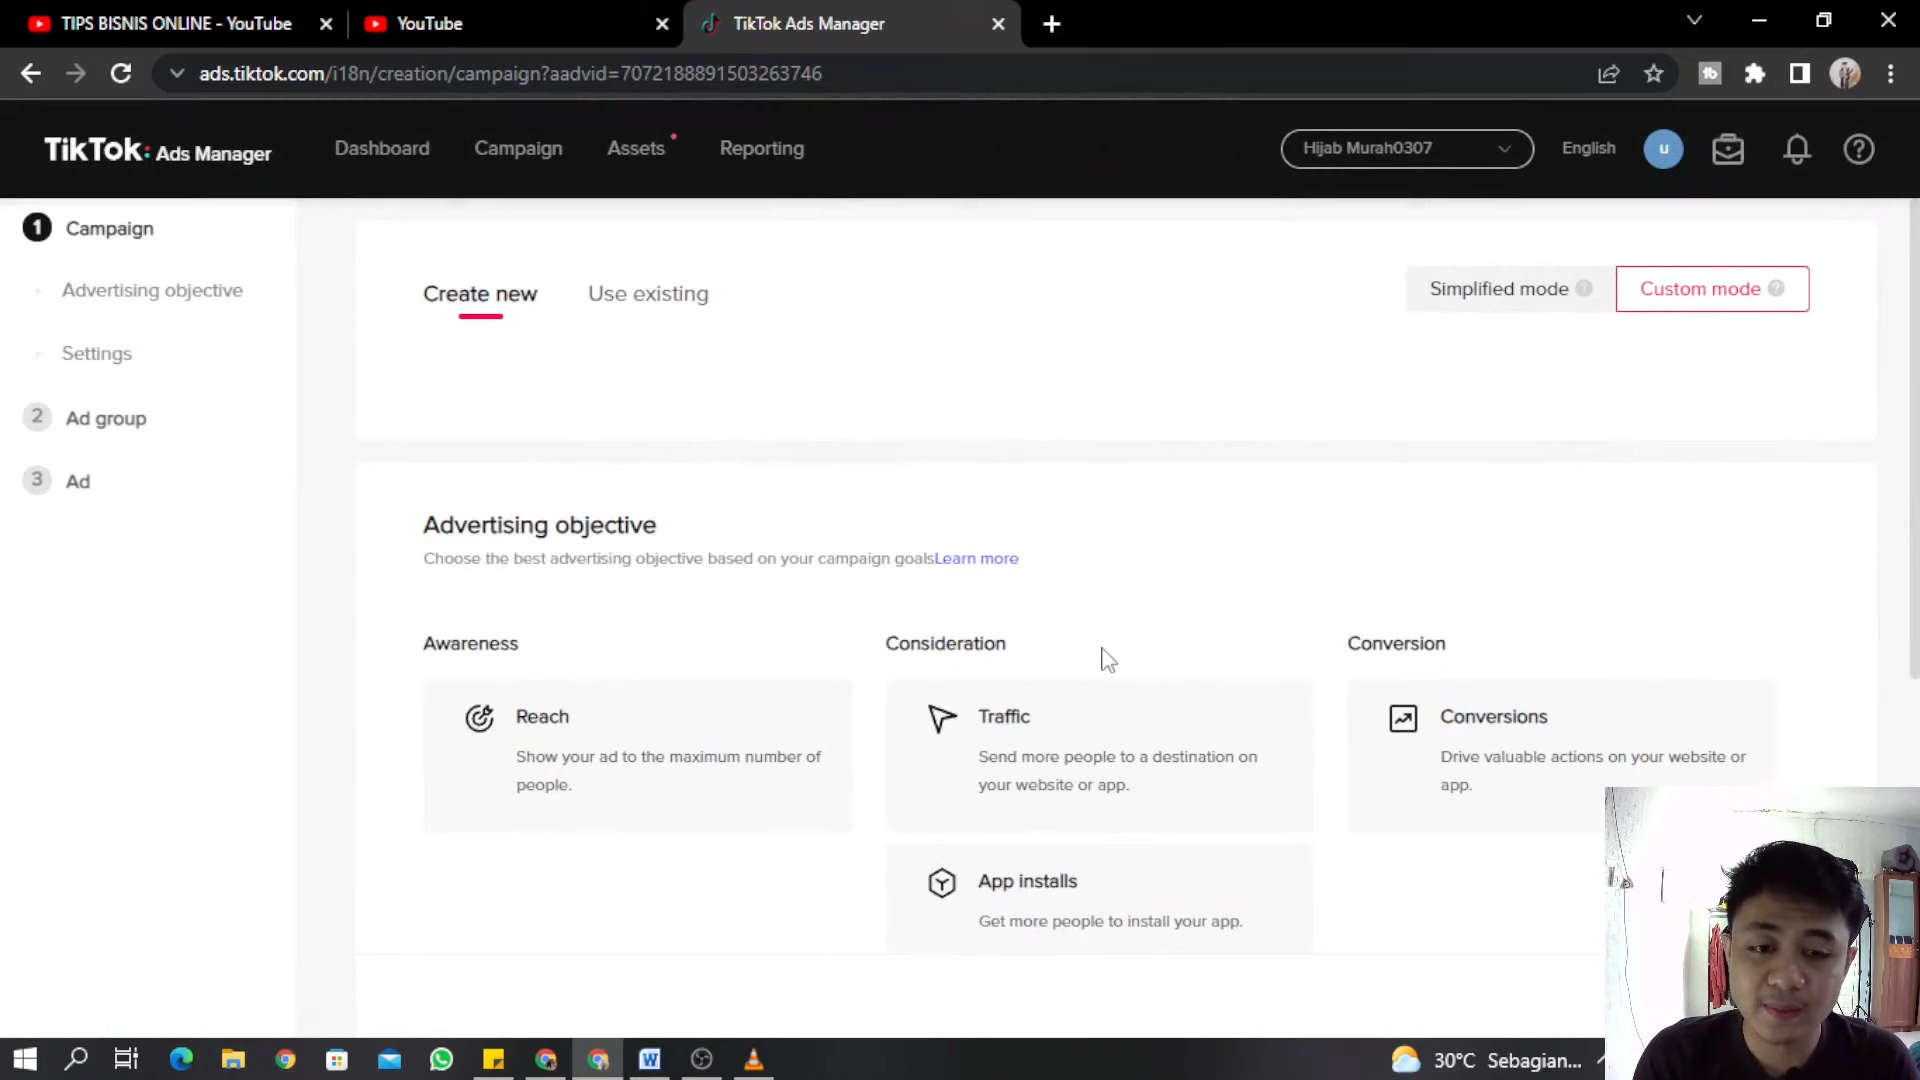 TIPS BISNIS ONLINE - YouTube
YouTube
TikTok Ads Manager
ads.tiktok.com/i18n/creation/campaign?aadvid=7072188891503263746
TikTok: Ads Manager
Dashboard
Campaign
Assets
Reporting
Hijab Murah0307
English
u
1 Campaign
Advertising objective
Settings
2 Ad group
3 Ad
Create new
Use existing
Simplified mode
Custom mode
Advertising objective
Choose the best advertising objective based on your campaign goalsLearn more
Awareness
Reach
Show your ad to the maximum number of
people.
Consideration
Traffic
Send more people to a destination on
your website or app.
App installs
Get more people to install your app.
Conversion
Conversions
Drive valuable actions on your website or
app.
30°C Sebagian...